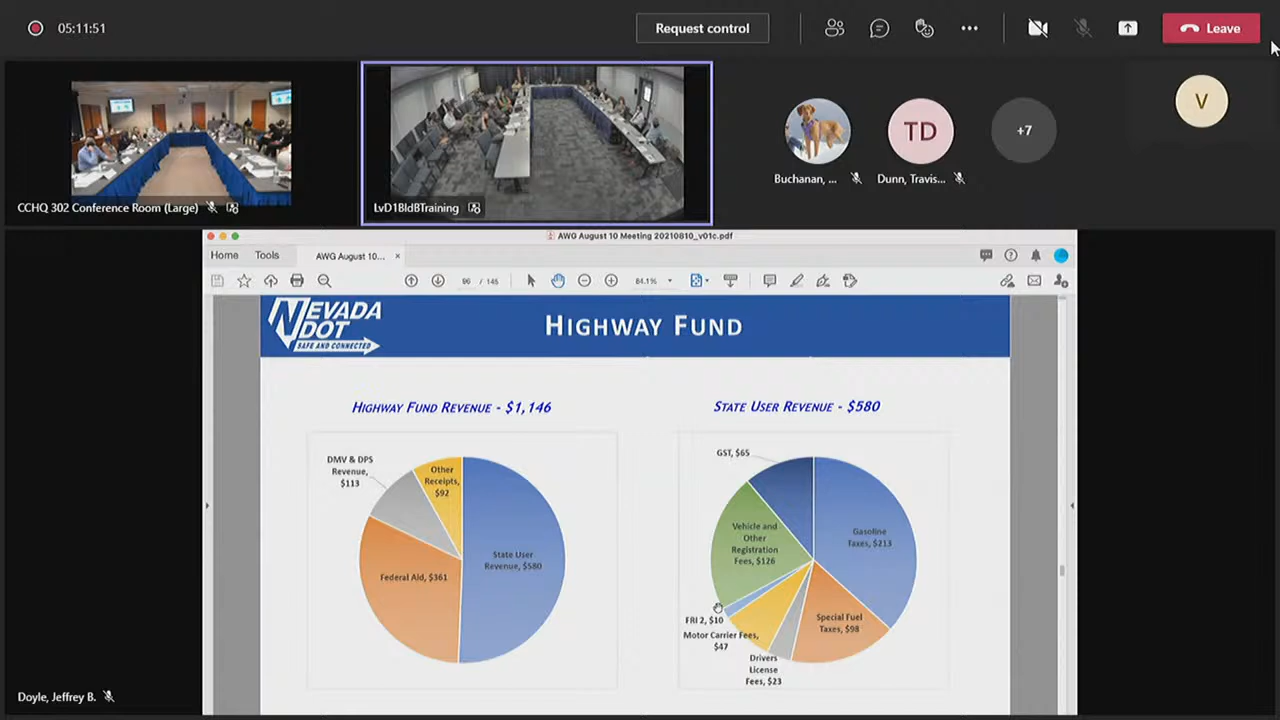 05:11:51
Request control
Leave
CCHQ 302 Conference Room (Large)
LvD1BldBTraining
Buchanan, ...
TD
Dunn, Travis...
+7
V
AWG August 10 Meeting 20210810_v01c.pdf
Home
Tools
AWG August 10...
96 / 145
84.1%
NEVADA
DOT
SAFE AND CONNECTED
HIGHWAY FUND
HIGHWAY FUND REVENUE - $1,146
STATE USER REVENUE - $580
DMV & DPS
Revenue,
$113
Other
Receipts,
$92
State User
Revenue, $580
Federal Aid, $361
GST, $65
Gasoline
Taxes, $213
Vehicle and
Other
Registration
Fees, $126
FRI 2, $10
Motor Carrier Fees,
$47
Drivers
License
Fees, $23
Special Fuel
Taxes, $98
Doyle, Jeffrey B.